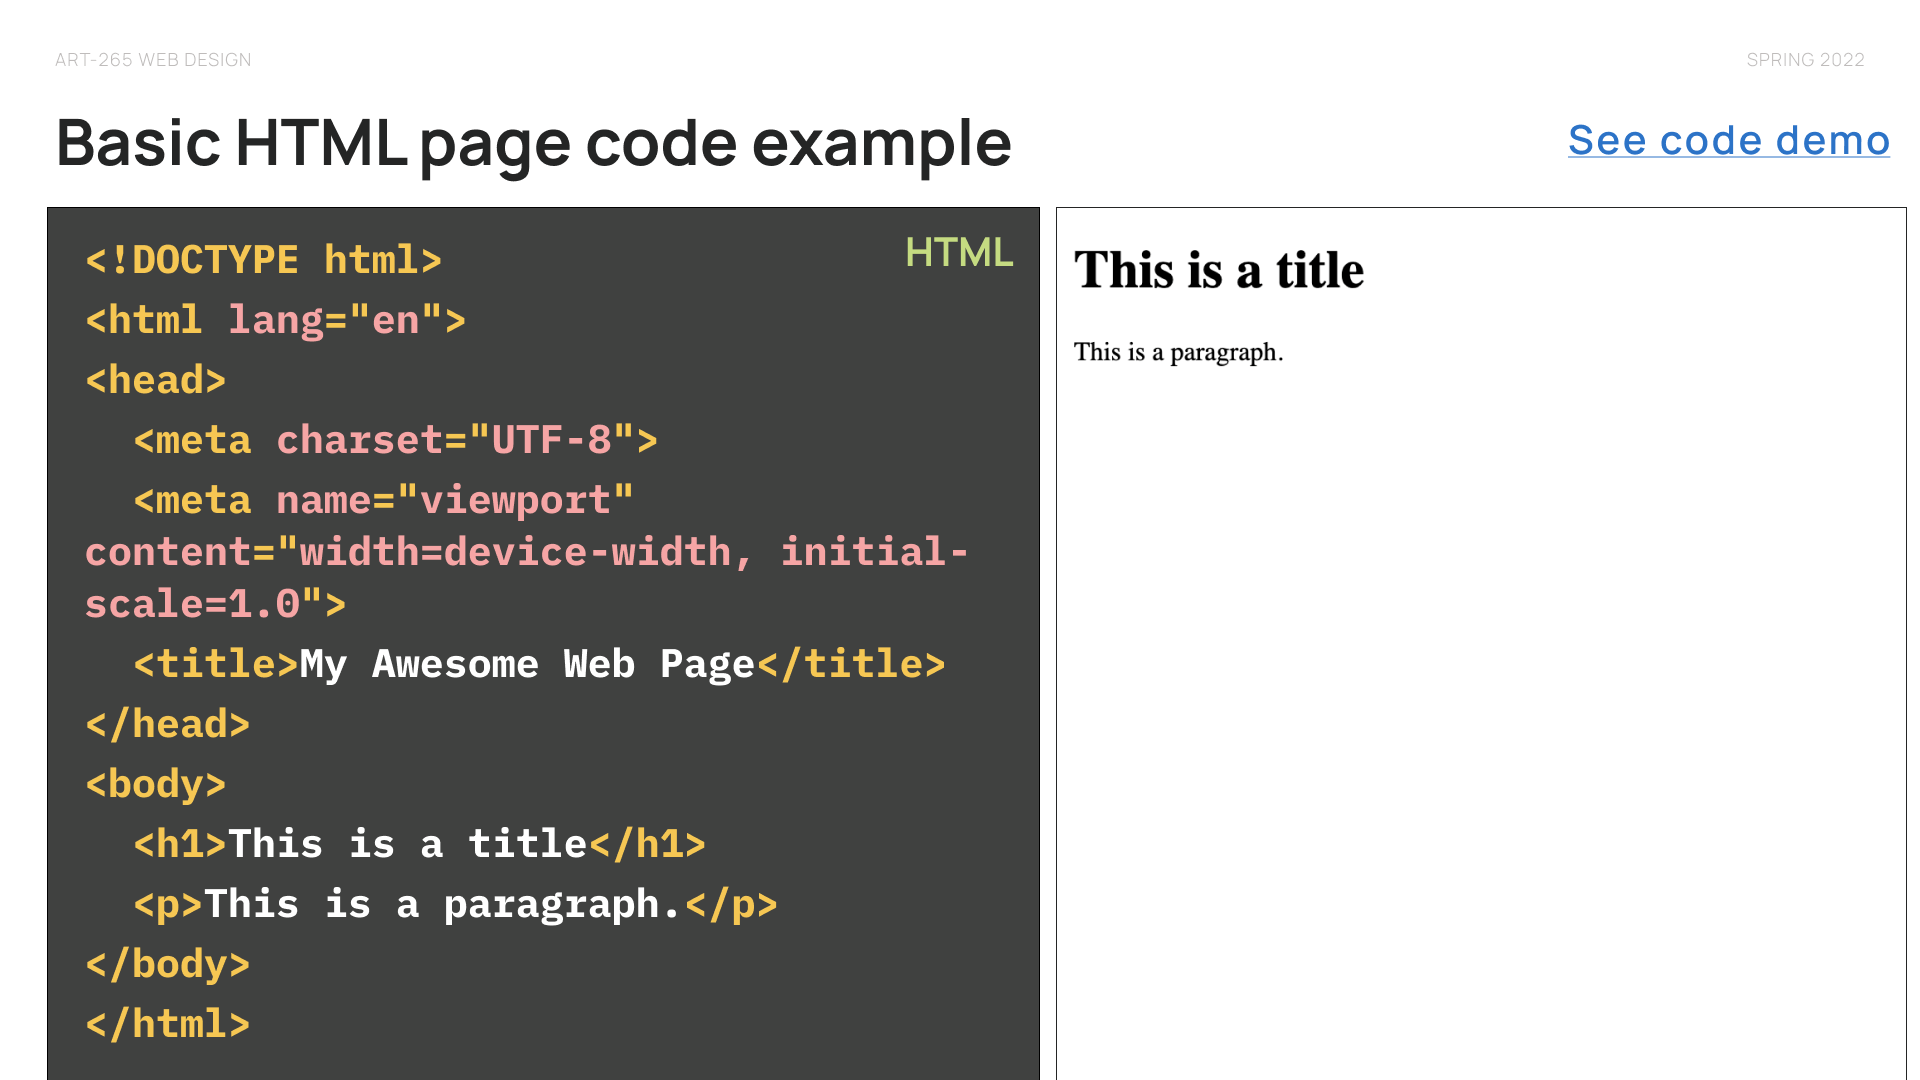 ART-265 WEB DESIGN
SPRING 2022
Basic HTML page code example
See code demo
HTML
<!DOCTYPE html>
<html lang="en">
<head>
  <meta charset="UTF-8">
  <meta name="viewport"
content="width=device-width, initial-
scale=1.0">
  <title>My Awesome Web Page</title>
</head>
<body>
  <h1>This is a title</h1>
  <p>This is a paragraph.</p>
</body>
</html>
This is a title
This is a paragraph.